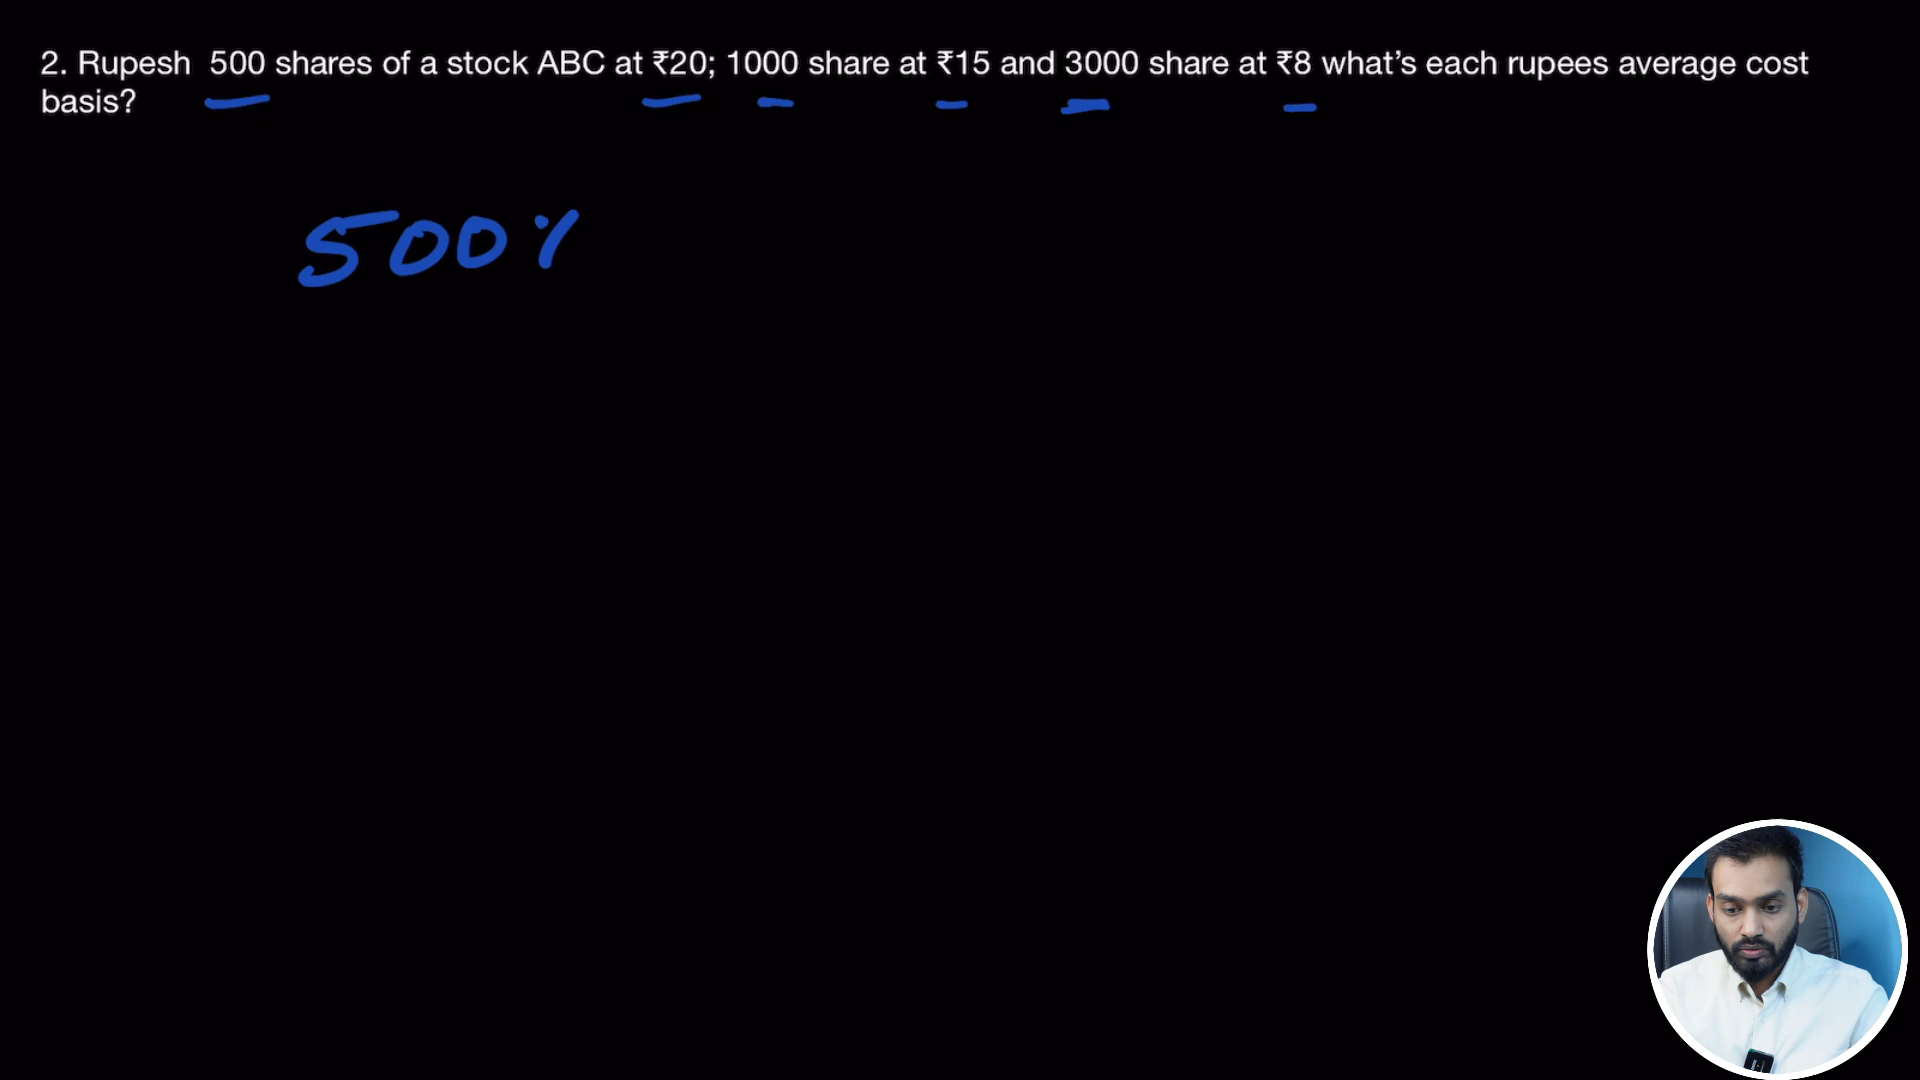 2. Rupesh 500 shares of a stock ABC at ₹20; 1000 share at ₹15 and 3000 share at ₹8 what’s each rupees average cost
basis?
500